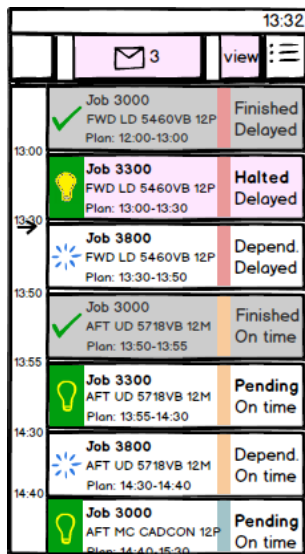 13:32
3
view
Job 3000
FWD LD 5460VB 12P
Plan: 12:00-13:00
Finished
Delayed
13:00
Job 3300
FWD LD 5460VB 12P
Plan: 13:00-13:30
Halted
Delayed
13:30
Job 3800
FWD LD 5460VB 12P
Plan: 13:30-13:50
Depend.
Delayed
13:50
Job 3000
AFT UD 5718VB 12M
Plan: 13:50-13:55
Finished
On time
13:55
Job 3300
AFT UD 5718VB 12M
Plan: 13:55-14:30
Pending
On time
14:30
Job 3800
AFT UD 5718VB 12M
Plan: 14:30-14:40
Depend.
On time
14:40
Job 3000
AFT MC CADCON 12P
Plan: 14:40-15:30
Pending
On time